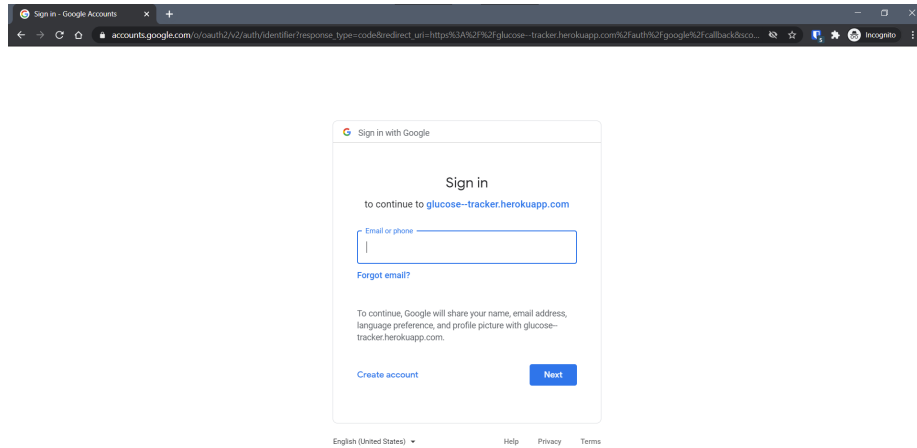 Sign in - Google Accounts
accounts.google.com/o/oauth2/v2/auth/identifier?response_type=code&redirect_uri=https%3A%2F%2Fglucose--tracker.herokuapp.com%2Fauth%2Fgoogle%2Fcallback&sco...
Incognito
Sign in with Google
Sign in
to continue to glucose--tracker.herokuapp.com
Email or phone
Forgot email?
To continue, Google will share your name, email address,
language preference, and profile picture with glucose--
tracker.herokuapp.com.
Create account
Next
English (United States)
Help Privacy Terms